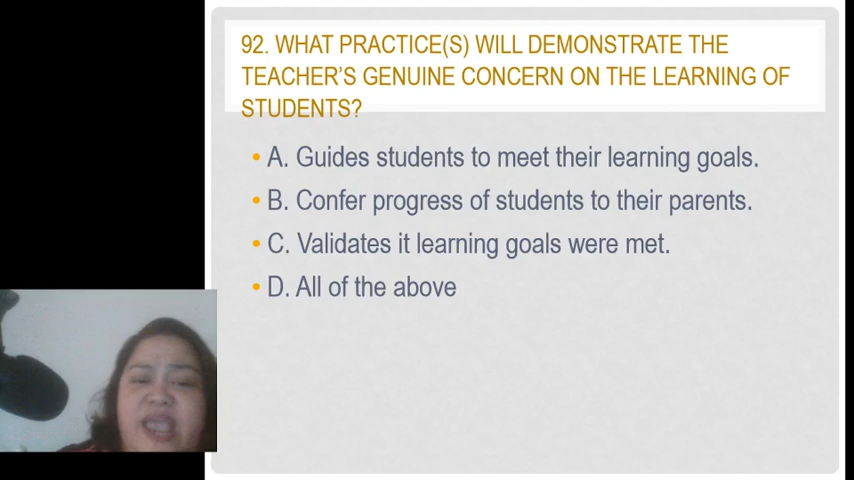 92. WHAT PRACTICE(S) WILL DEMONSTRATE THE
TEACHER'S GENUINE CONCERN ON THE LEARNING OF
STUDENTS?
• A. Guides students to meet their learning goals.
• B. Confer progress of students to their parents.
• C. Validates it learning goals were met.
• D. All of the above